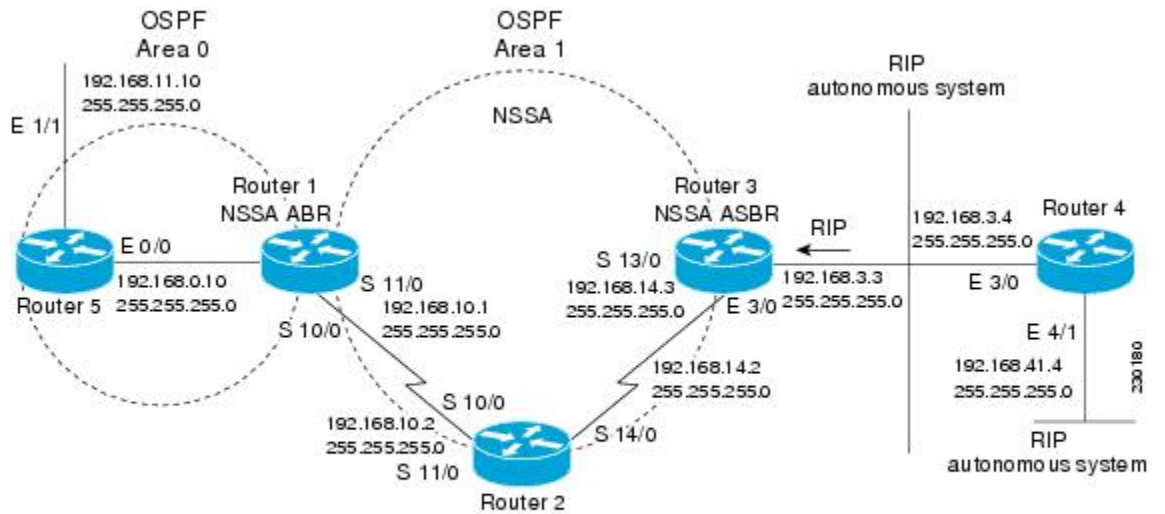 OSPF
Area 0
OSPF
Area 1
192.168.11.10
255.255.255.0
E 1/1
NSSA
RIP
autonomous system
Router 1
NSSA ABR
Router 3
NSSA ASBR
RIP
192.168.3.4
255.255.255.0
Router 4
E 0/0
192.168.0.10
255.255.255.0
Router 5
S 11/0
192.168.10.1
255.255.255.0
S 10/0
S 13/0
192.168.14.3
255.255.255.0
E 3/0
192.168.3.3
255.255.255.0
E 3/0
E 4/1
192.168.41.4
255.255.255.0
230180
192.168.14.2
255.255.255.0
S 10/0
192.168.10.2
255.255.255.0
S 11/0
S 14/0
Router 2
RIP
autonomous system